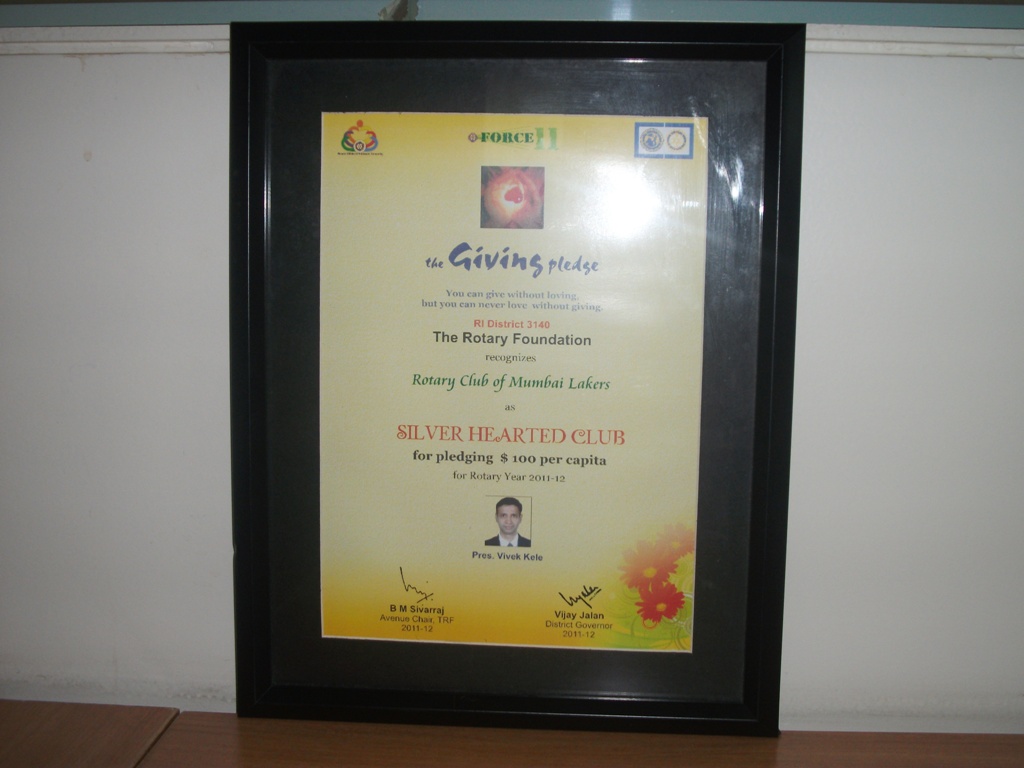 FORCE 11
the Giving pledge
You can give without loving,
but you can never love without giving.
RI District 3140
The Rotary Foundation
recognizes
Rotary Club of Mumbai Lakers
as
SILVER HEARTED CLUB
for pledging $ 100 per capita
for Rotary Year 2011-12
Pres. Vivek Kele
B M Sivarraj
Avenue Chair, TRF
2011-12
Vijay Jalan
District Governor
2011-12